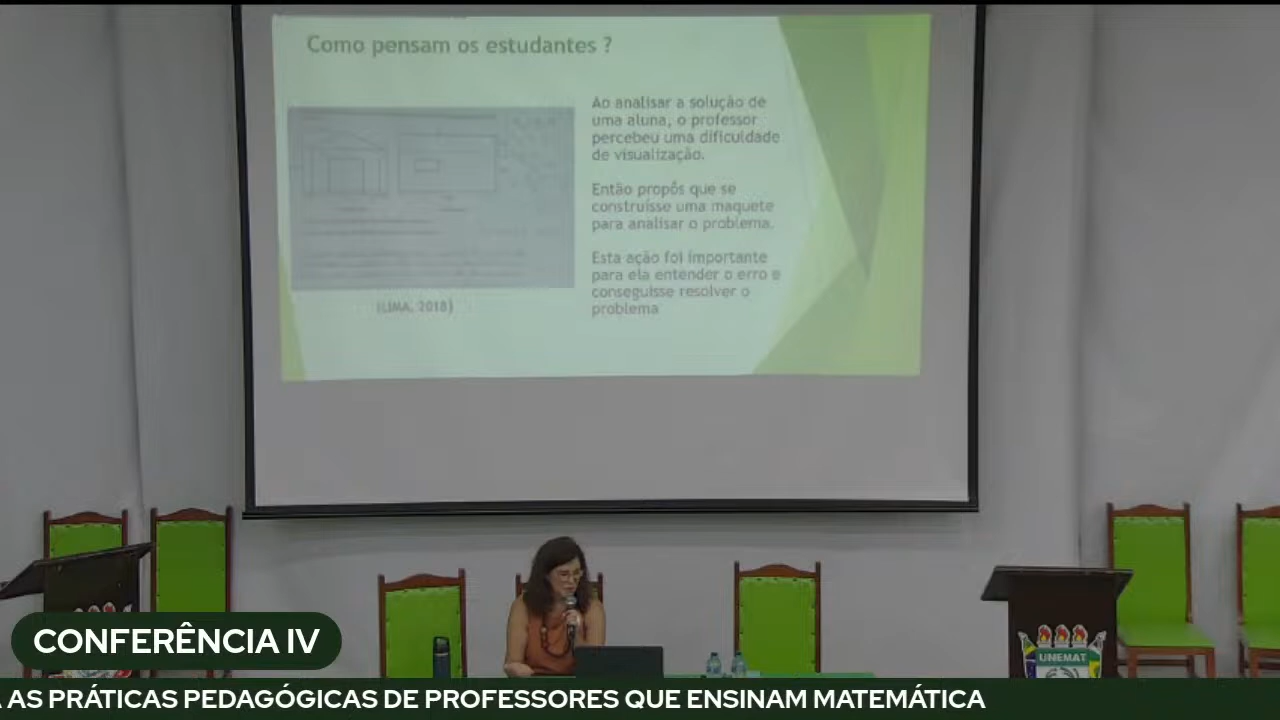 Como pensam os estudantes ?
Ao analisar a solução de
uma aluna, o professor
percebeu uma dificuldade
de visualização.
Então propôs que se
construísse uma maquete
para analisar o problema.
Esta ação foi importante
para ela entender o erro e
conseguisse resolver o
problema
(LIMA, 2018)
UNEMAT
CONFERÊNCIA IV
AS PRÁTICAS PEDAGÓGICAS DE PROFESSORES QUE ENSINAM MATEMÁTICA